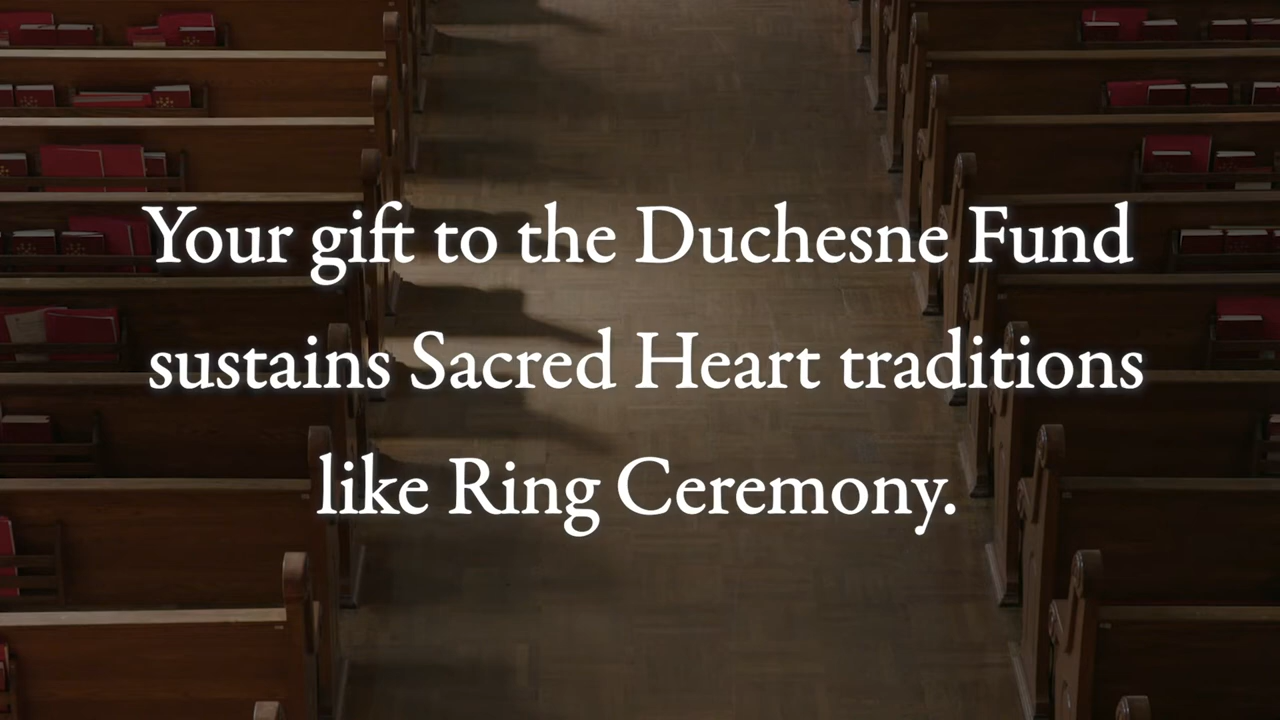 Your gift to the Duchesne Fund
sustains Sacred Heart traditions
like Ring Ceremony.